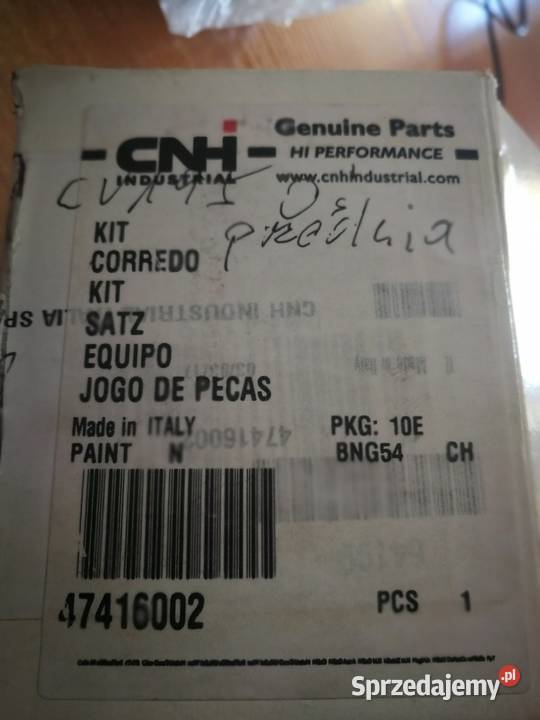 CNH Genuine Parts
INDUSTRIAL HI PERFORMANCE
www.cnhindustrial.com
KIT
CORREDO
KIT
SATZ
EQUIPO
JOGO DE PECAS
Made in ITALY PKG: 10E
PAINT N BNG54 CH
47416002 PCS 1
Sprzedajemy.pl